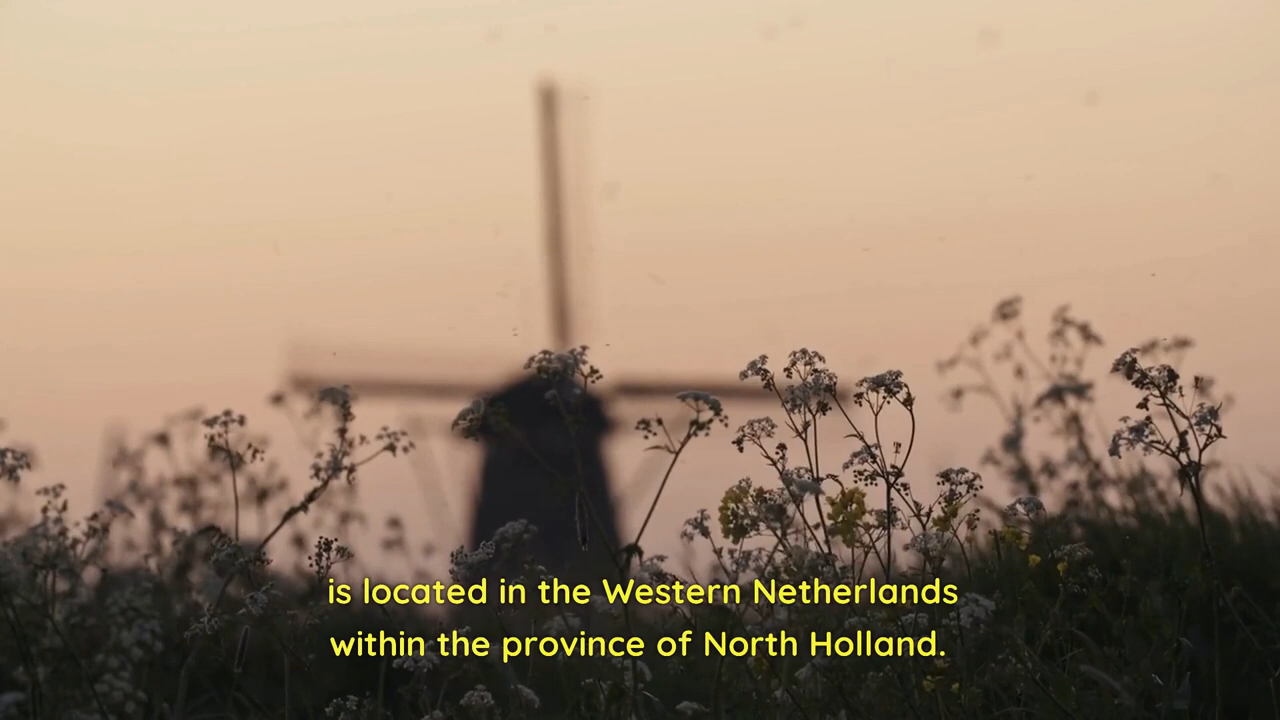 is located in the Western Netherlands
within the province of North Holland.